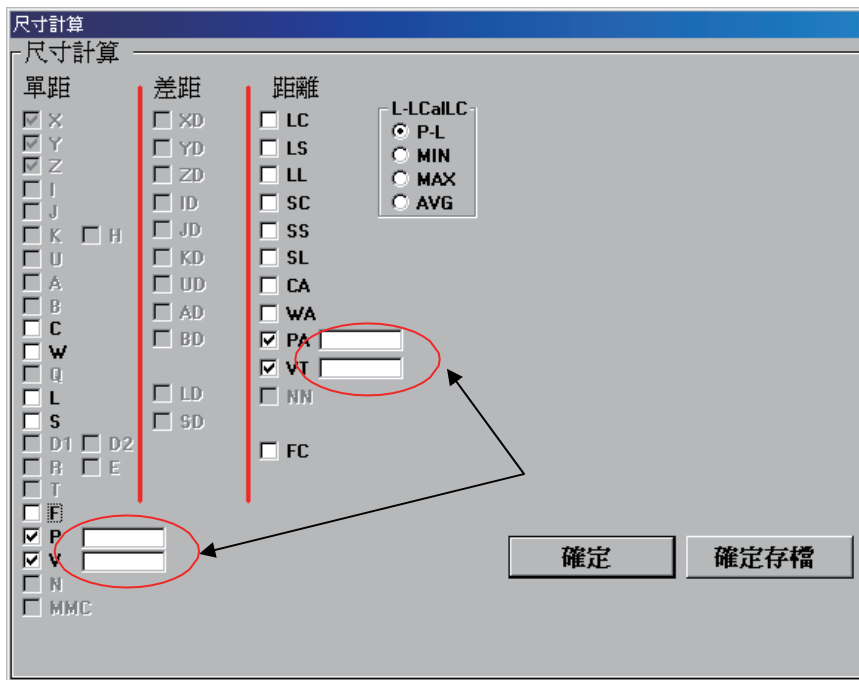 尺寸計算
尺寸計算
單距
X
Y
Z
I
J
K H
U
A
B
C
W
Q
L
S
D1 D2
R E
T
F
P
V
N
MMC
差距
XD
YD
ZD
ID
JD
KD
UD
AD
BD
LD
SD
距離
LC
LS
LL
SC
SS
SL
CA
WA
PA
VT
NN
FC
L-LCalLC
P-L
MIN
MAX
AVG
確定
確定存檔